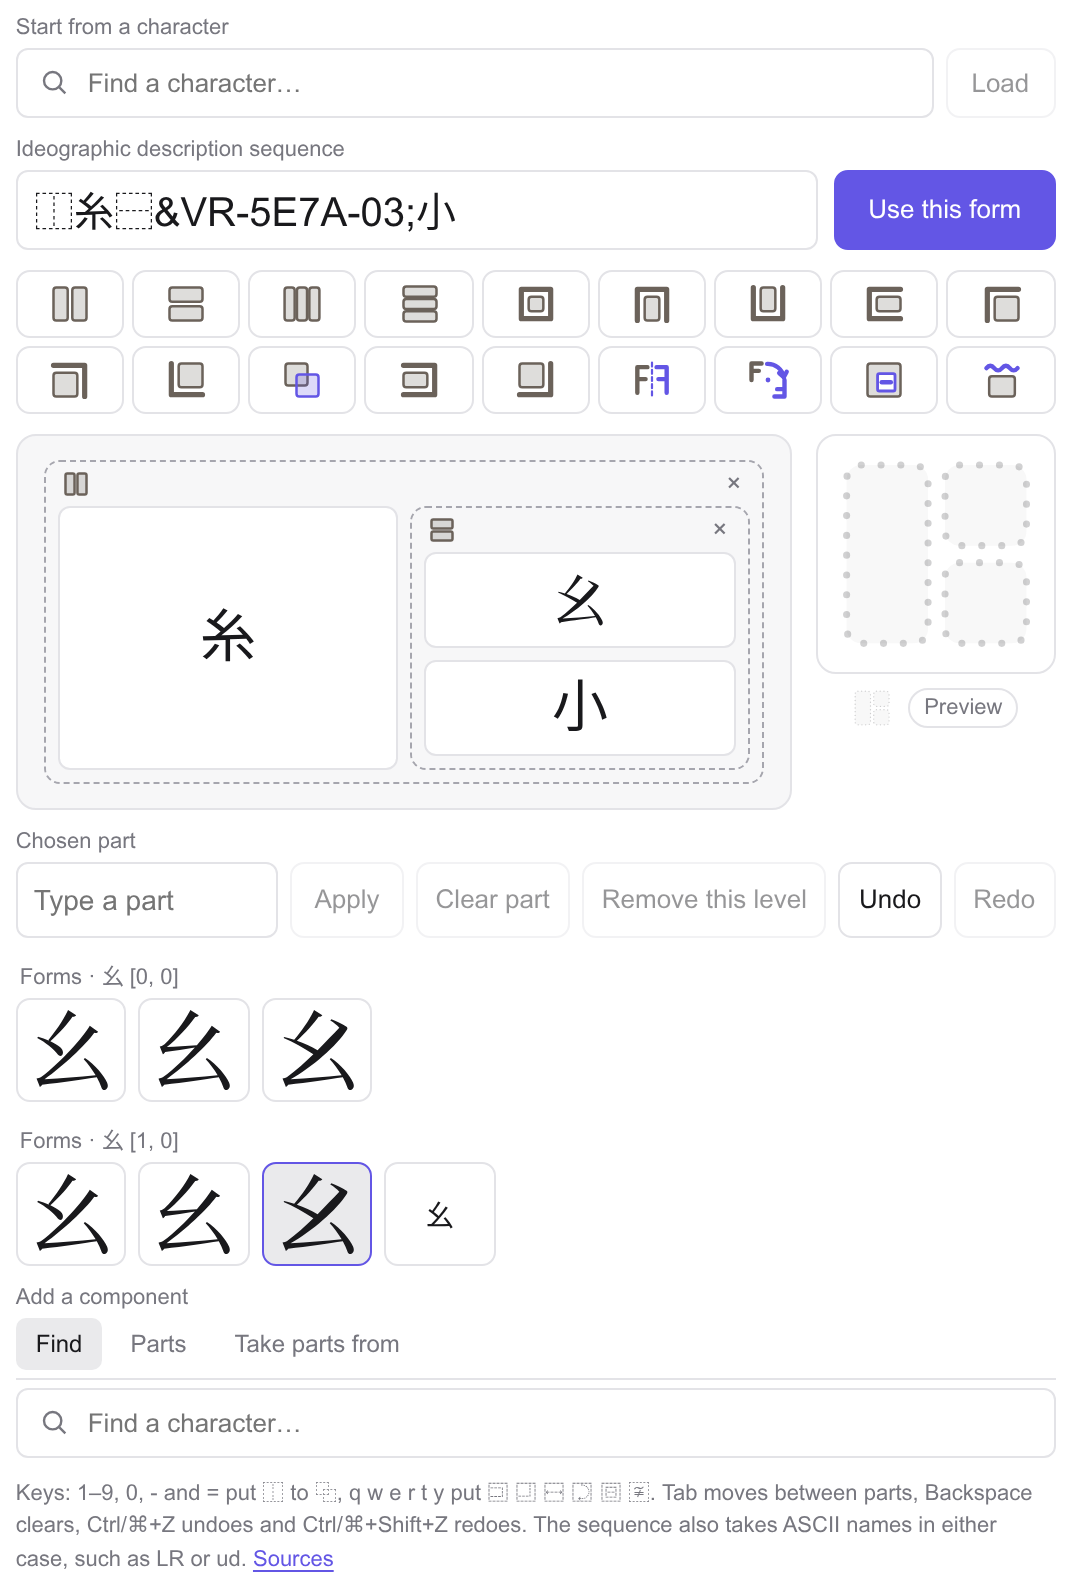 Start from a character
Find a character…
Load
Ideographic description sequence
⿰糸⿱&VR-5E7A-03;小
Use this form
糸
幺
小
Preview
Chosen part
Type a part
Apply
Clear part
Remove this level
Undo
Redo
Forms · 幺 [0, 0]
幺 幺 幺
Forms · 幺 [1, 0]
幺 幺 幺 幺
Add a component
Find
Parts
Take parts from
Find a character…
Keys: 1–9, 0, - and = put ⿰ to ⿻, q w e r t y put ⿼ ⿽ ⿾ ⿿ ㇯ 〾. Tab moves between parts, Backspace
clears, Ctrl/⌘+Z undoes and Ctrl/⌘+Shift+Z redoes. The sequence also takes ASCII names in either
case, such as LR or ud. Sources